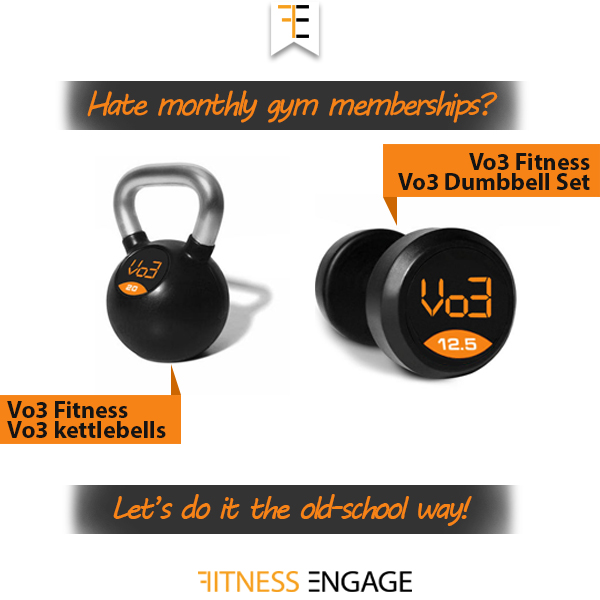 FE
Hate monthly gym memberships?
Vo3 Fitness
Vo3 Dumbbell Set
Vo3
20
Vo3
12.5
Vo3 Fitness
Vo3 kettlebells
Let's do it the old-school way!
FITNESS ENGAGE